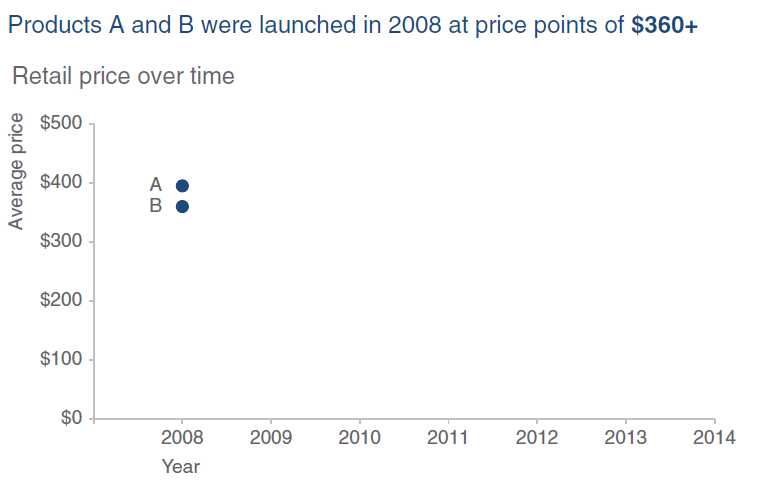 Products A and B were launched in 2008 at price points of $360+
Retail price over time
Average price
$500
$400
$300
$200
$100
$0
A
B
2008 2009 2010 2011 2012 2013 2014
Year